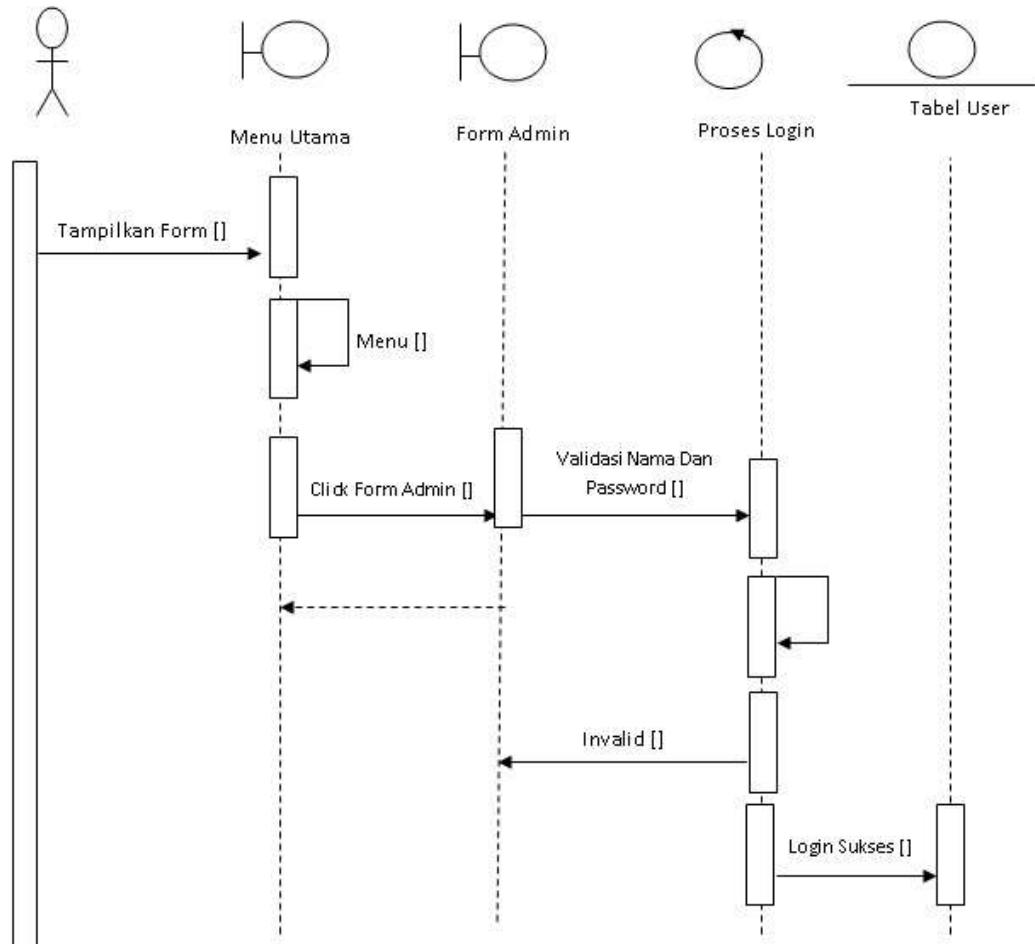 Menu Utama
Form Admin
Proses Login
Tabel User
Tampilkan Form []
Menu []
Click Form Admin []
Validasi Nama Dan
Password []
Invalid []
Login Sukses []